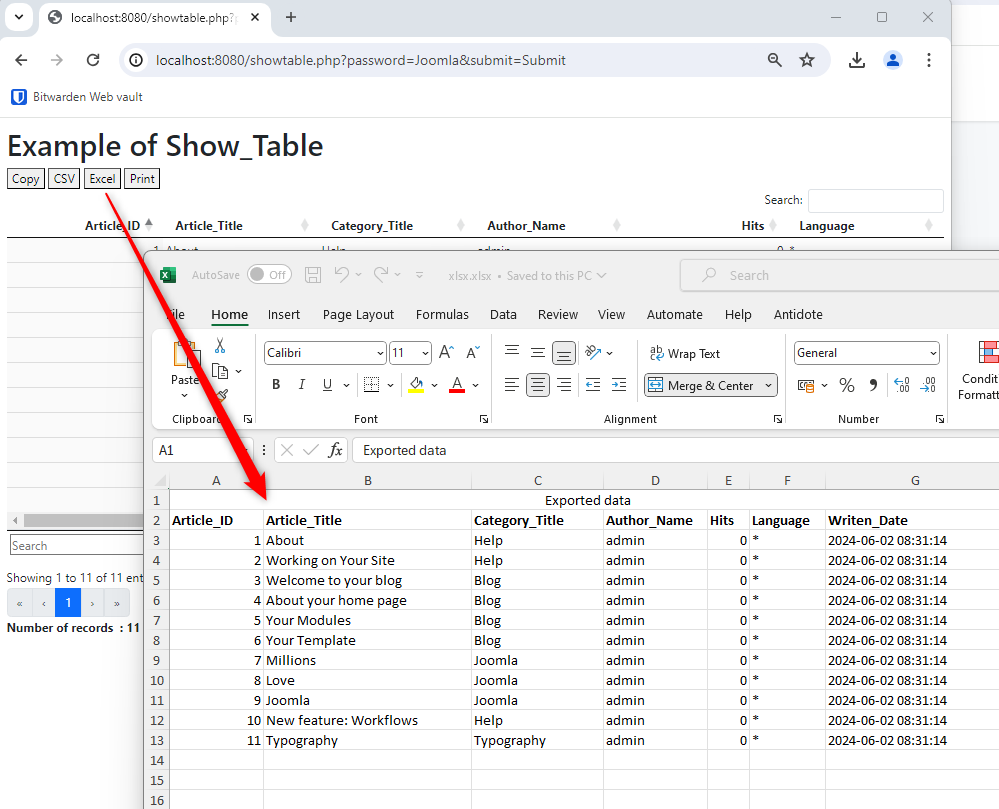 localhost:8080/showtable.php?
localhost:8080/showtable.php?password=Joomla&submit=Submit
Bitwarden Web vault
Example of Show_Table
Copy CSV Excel Print
Search:
Article_ID Article_Title Category_Title Author_Name Hits Language
1 About Help admin 0 *
AutoSave Off xlsx.xlsx • Saved to this PC Search
File Home Insert Page Layout Formulas Data Review View Automate Help Antidote
Calibri 11 A A ab Wrap Text General
Paste B I U A Merge & Center % Condit
Formatt
Clipboard Font Alignment Number
A1 fx Exported data
A B C D E F G
1 Exported data
2 Article_ID Article_Title Category_Title Author_Name Hits Language Writen_Date
3 1 About Help admin 0 * 2024-06-02 08:31:14
4 2 Working on Your Site Help admin 0 * 2024-06-02 08:31:14
5 3 Welcome to your blog Blog admin 0 * 2024-06-02 08:31:14
6 4 About your home page Blog admin 0 * 2024-06-02 08:31:14
7 5 Your Modules Blog admin 0 * 2024-06-02 08:31:14
8 6 Your Template Blog admin 0 * 2024-06-02 08:31:14
9 7 Millions Joomla admin 0 * 2024-06-02 08:31:14
10 8 Love Joomla admin 0 * 2024-06-02 08:31:14
11 9 Joomla Joomla admin 0 * 2024-06-02 08:31:14
12 10 New feature: Workflows Help admin 0 * 2024-06-02 08:31:14
13 11 Typography Typography admin 0 * 2024-06-02 08:31:14
14
15
16
Search
Showing 1 to 11 of 11 ent
« ‹ 1 › »
Number of records : 11